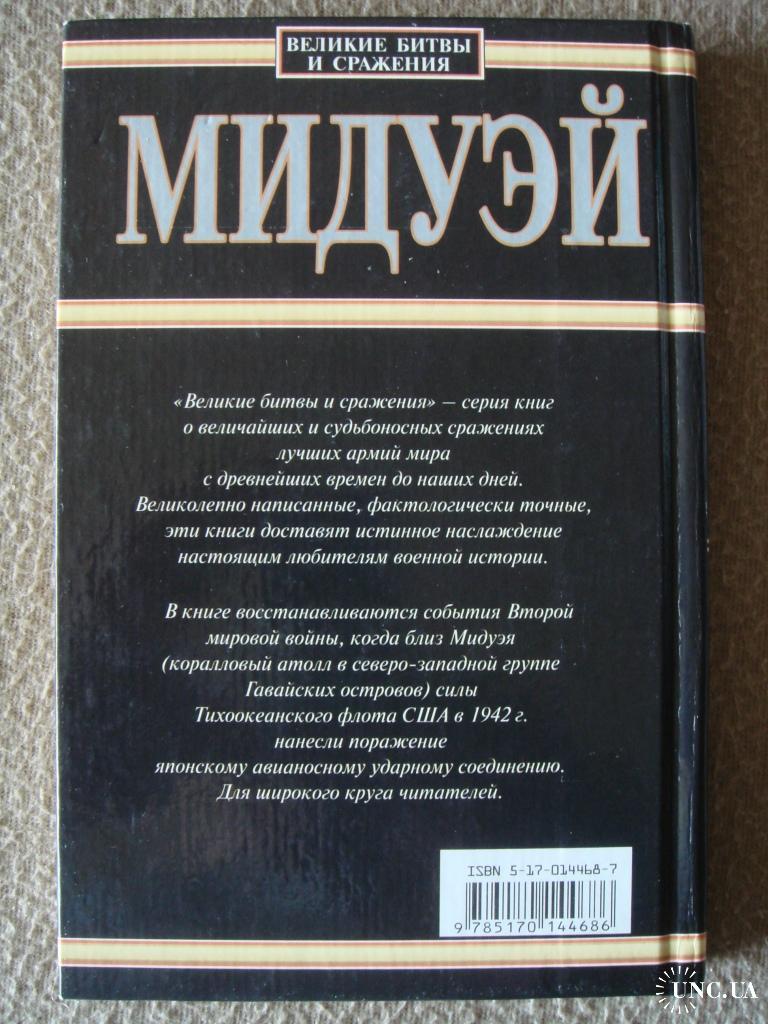 ВЕЛИКИЕ БИТВЫ
И СРАЖЕНИЯ
МИДУЭЙ
«Великие битвы и сражения» – серия книг
о величайших и судьбоносных сражениях
лучших армий мира
с древнейших времен до наших дней.
Великолепно написанные, фактологически точные,
эти книги доставят истинное наслаждение
настоящим любителям военной истории.
В книге восстанавливаются события Второй
мировой войны, когда близ Мидуэя
(коралловый атолл в северо-западной группе
Гавайских островов) силы
Тихоокеанского флота США в 1942 г.
нанесли поражение
японскому авианосному ударному соединению.
Для широкого круга читателей.
ISBN 5-17-014468-7
9 785170 144686
UNC.UA